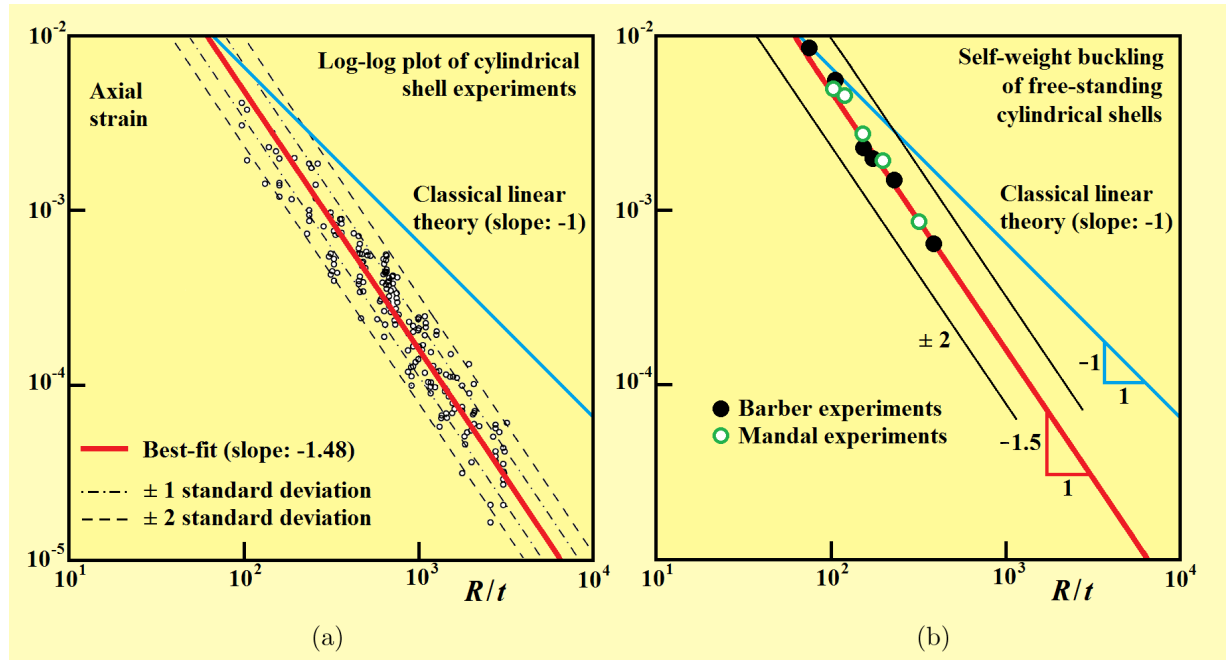 10^-2
10^-3
10^-4
10^-5
10^1
10^2
10^3
10^4
R/t
Axial
strain
Log-log plot of cylindrical
shell experiments
Classical linear
theory (slope: -1)
Best-fit (slope: -1.48)
± 1 standard deviation
± 2 standard deviation
(a)
10^-2
10^-3
10^-4
10^1
10^2
10^3
10^4
R/t
Self-weight buckling
of free-standing
cylindrical shells
Classical linear
theory (slope: -1)
± 2
-1
1
Barber experiments
Mandal experiments
-1.5
1
(b)